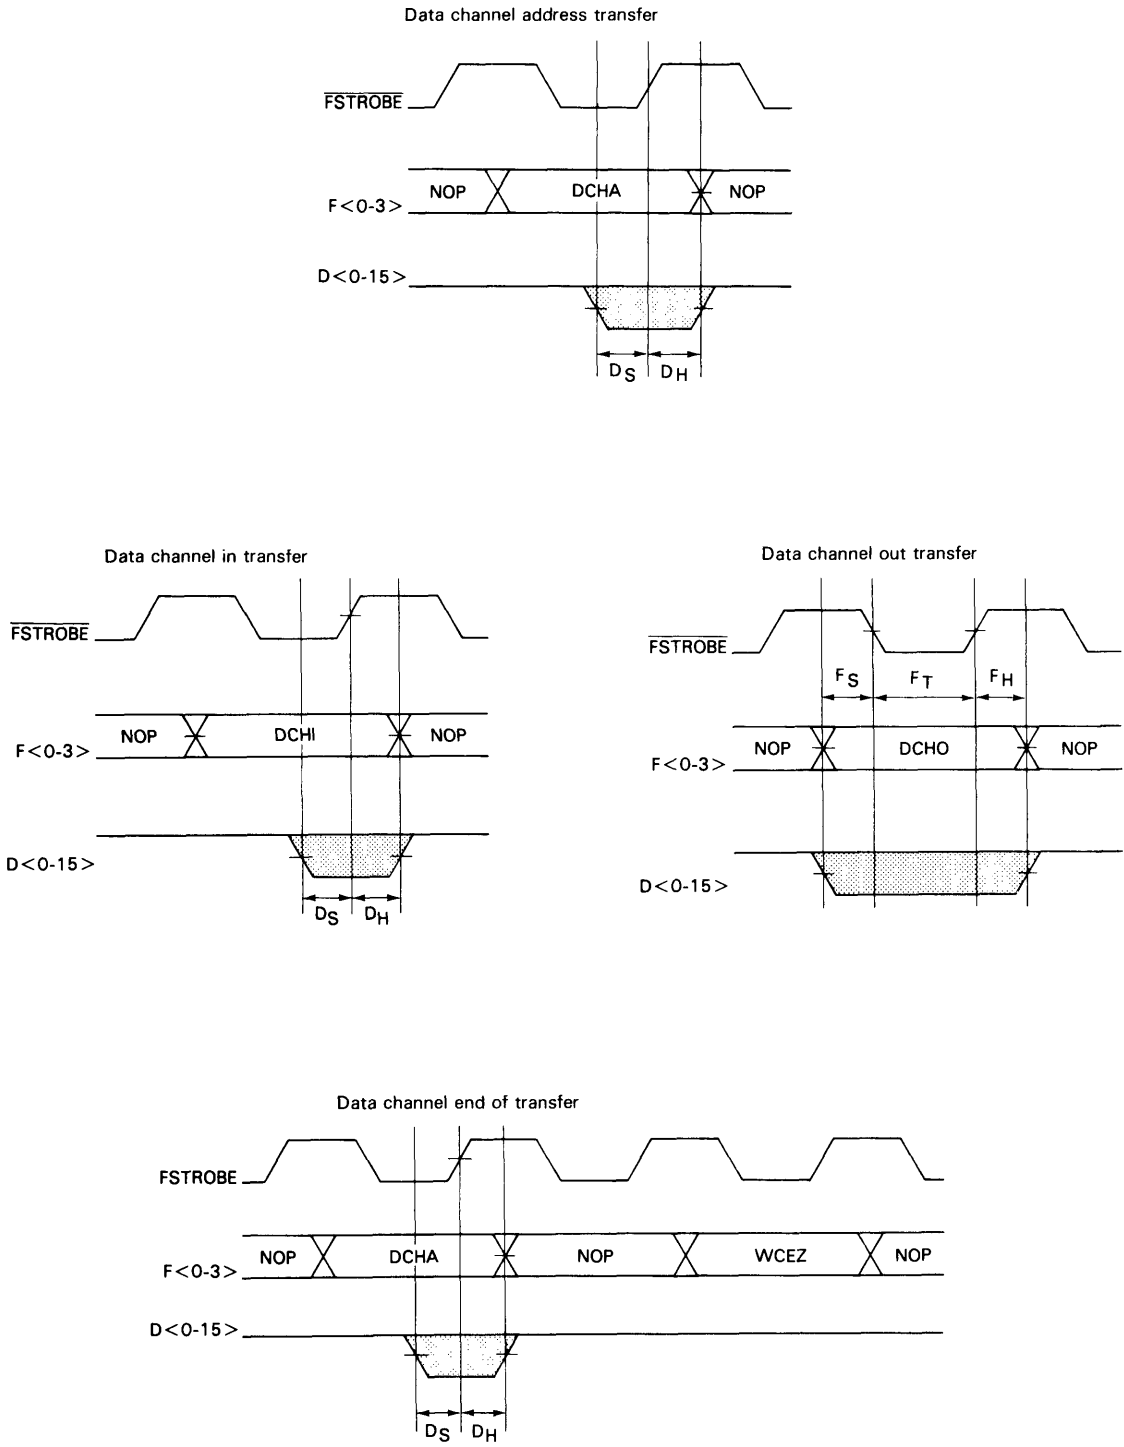 Data channel address transfer
FSTROBE
NOP DCHA NOP
F<0-3>
D<0-15>
DS DH
Data channel in transfer
FSTROBE
NOP DCHI NOP
F<0-3>
D<0-15>
DS DH
Data channel out transfer
FSTROBE
FS FT FH
NOP DCHO NOP
F<0-3>
D<0-15>
Data channel end of transfer
FSTROBE
NOP DCHA NOP WCEZ NOP
F<0-3>
D<0-15>
DS DH